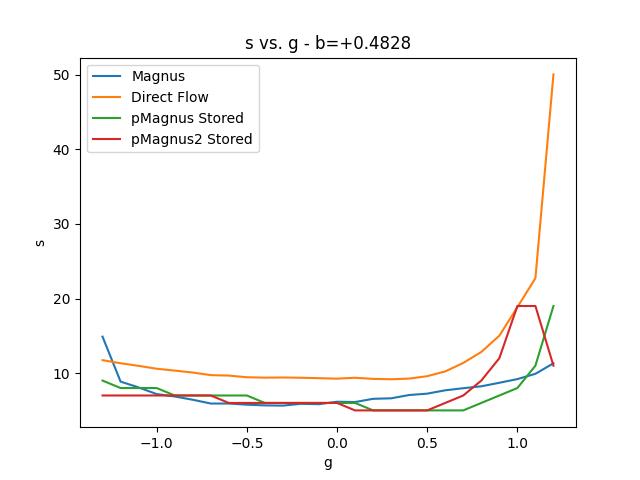 s vs. g - b=+0.4828
Magnus
Direct Flow
pMagnus Stored
pMagnus2 Stored
50
40
30
20
10
s
−1.0 −0.5 0.0 0.5 1.0
g